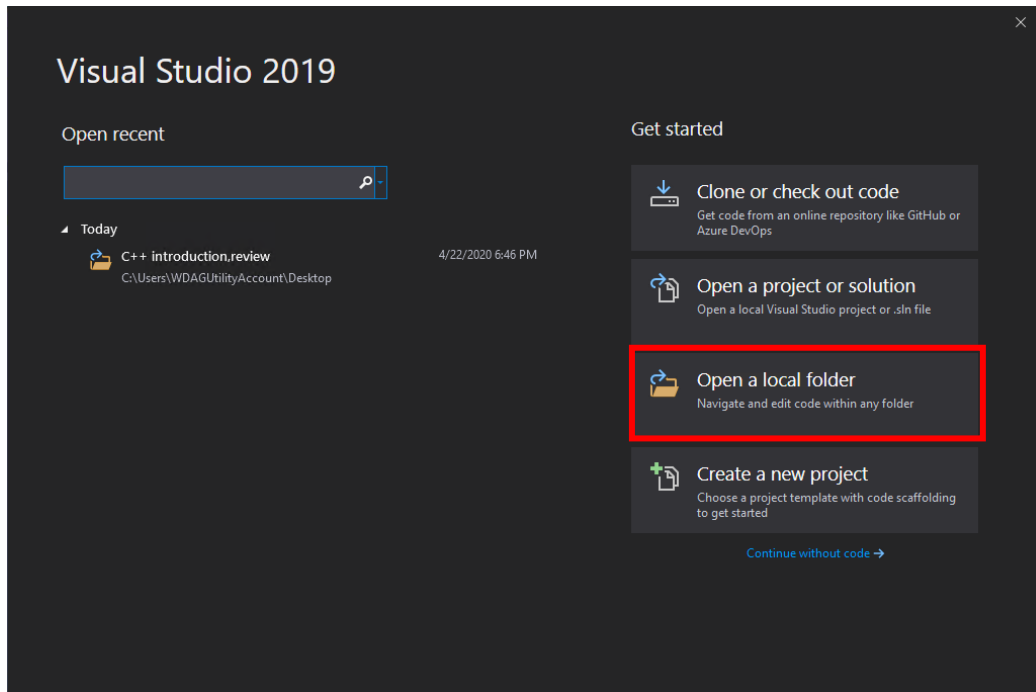 Visual Studio 2019
Open recent
Today
C++ introduction,review
4/22/2020 6:46 PM
C:\Users\WDAGUtilityAccount\Desktop
Get started
Clone or check out code
Get code from an online repository like GitHub or
Azure DevOps
Open a project or solution
Open a local Visual Studio project or .sln file
Open a local folder
Navigate and edit code within any folder
Create a new project
Choose a project template with code scaffolding
to get started
Continue without code